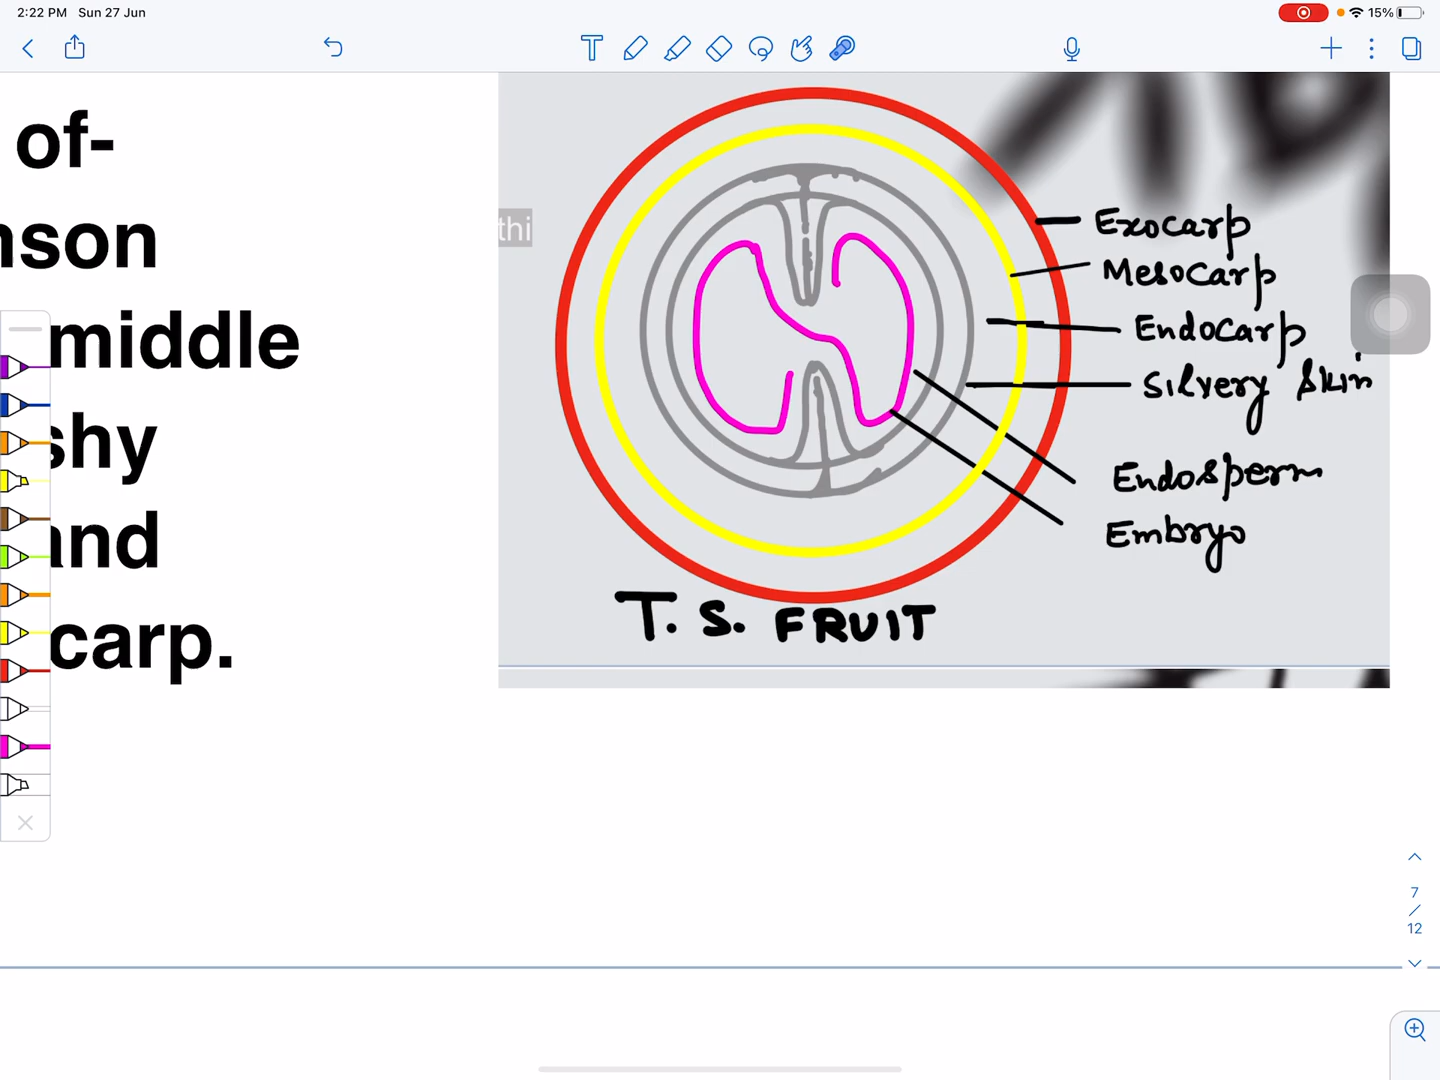 2:22 PM Sun 27 Jun
15%
of-
nson
middle
shy
and
carp.
thi
Exocarp
Mesocarp
Endocarp
Silvery Skin
Endosperm
Embryo
T. S. FRUIT
7
/
12